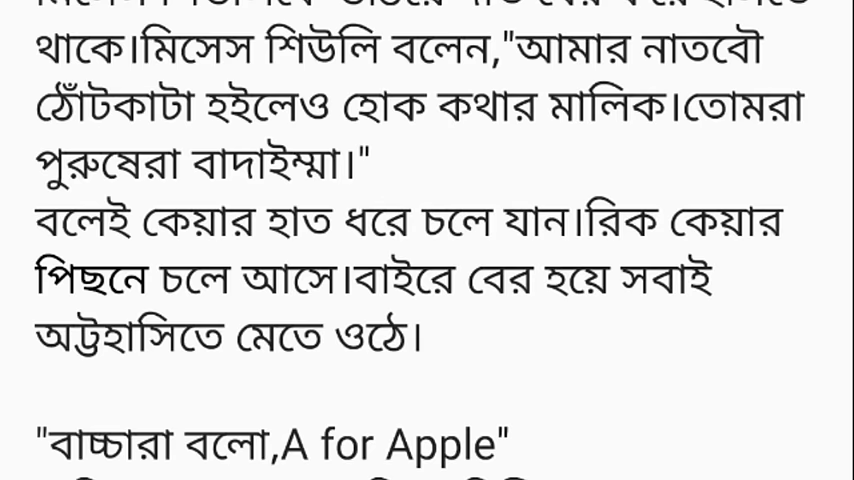 থাকে।মিসেস শিউলি বলেন,"আমার নাতবৌ
ঠোঁটকাটা হইলেও হোক কথার মালিক।তোমরা
পুরুষেরা বাদাইম্মা।"
বলেই কেয়ার হাত ধরে চলে যান।রিক কেয়ার
পিছনে চলে আসে।বাইরে বের হয়ে সবাই
অট্টহাসিতে মেতে ওঠে।
"বাচ্চারা বলো,A for Apple"